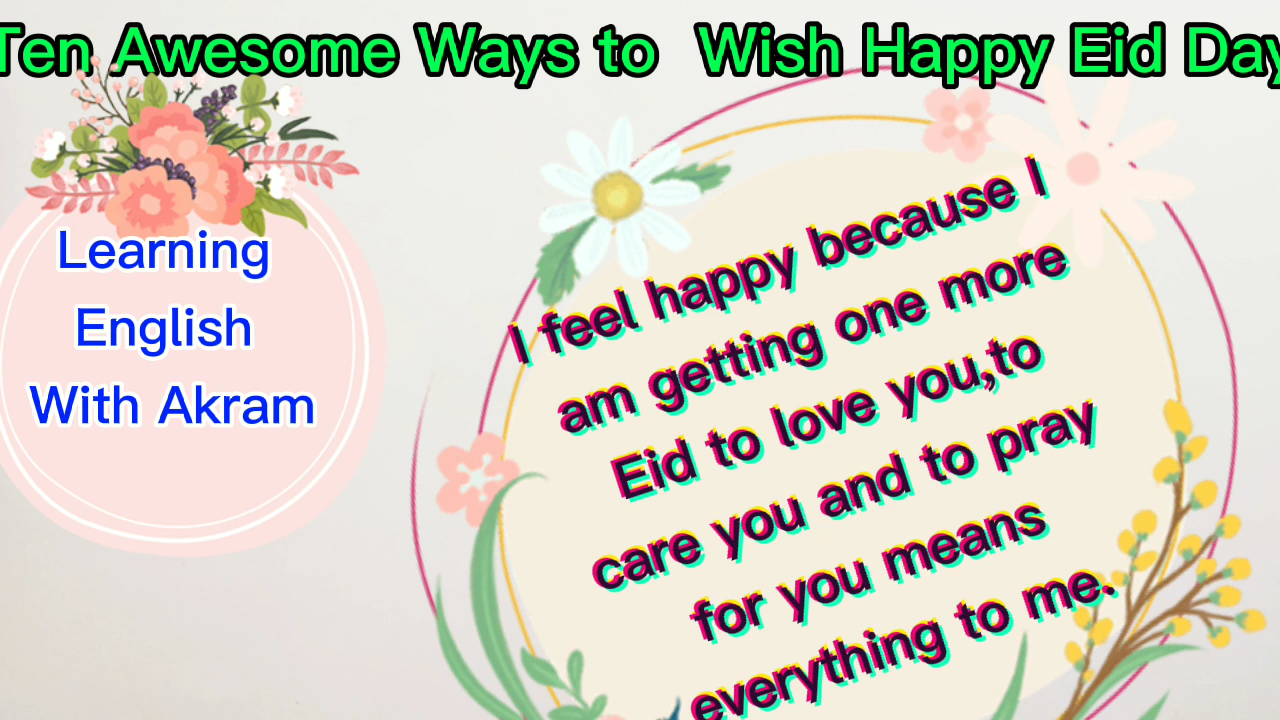 Ten Awesome Ways to Wish Happy Eid Day
Learning
English
With Akram
I feel happy because I
am getting one more
Eid to love you,to
care you and to pray
for you means
everything to me.